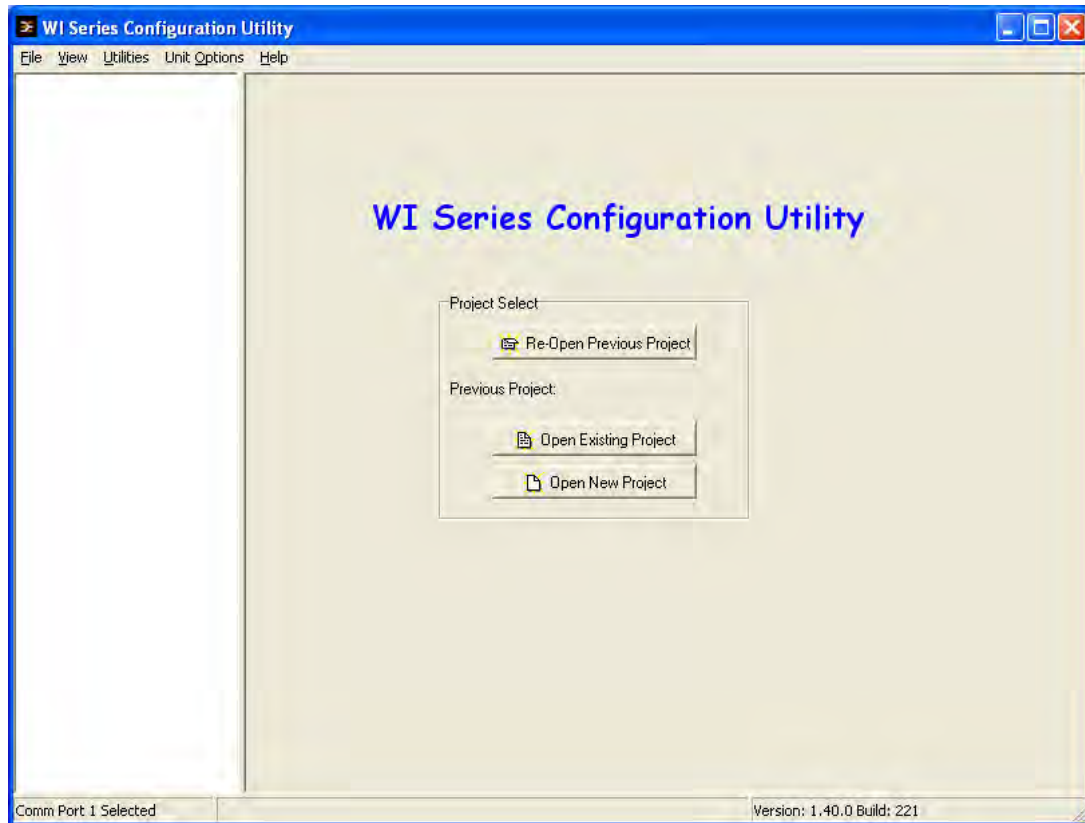 WI Series Configuration Utility
File View Utilities Unit Options Help
WI Series Configuration Utility
Project Select
Re-Open Previous Project
Previous Project:
Open Existing Project
Open New Project
Comm Port 1 Selected
Version: 1.40.0 Build: 221